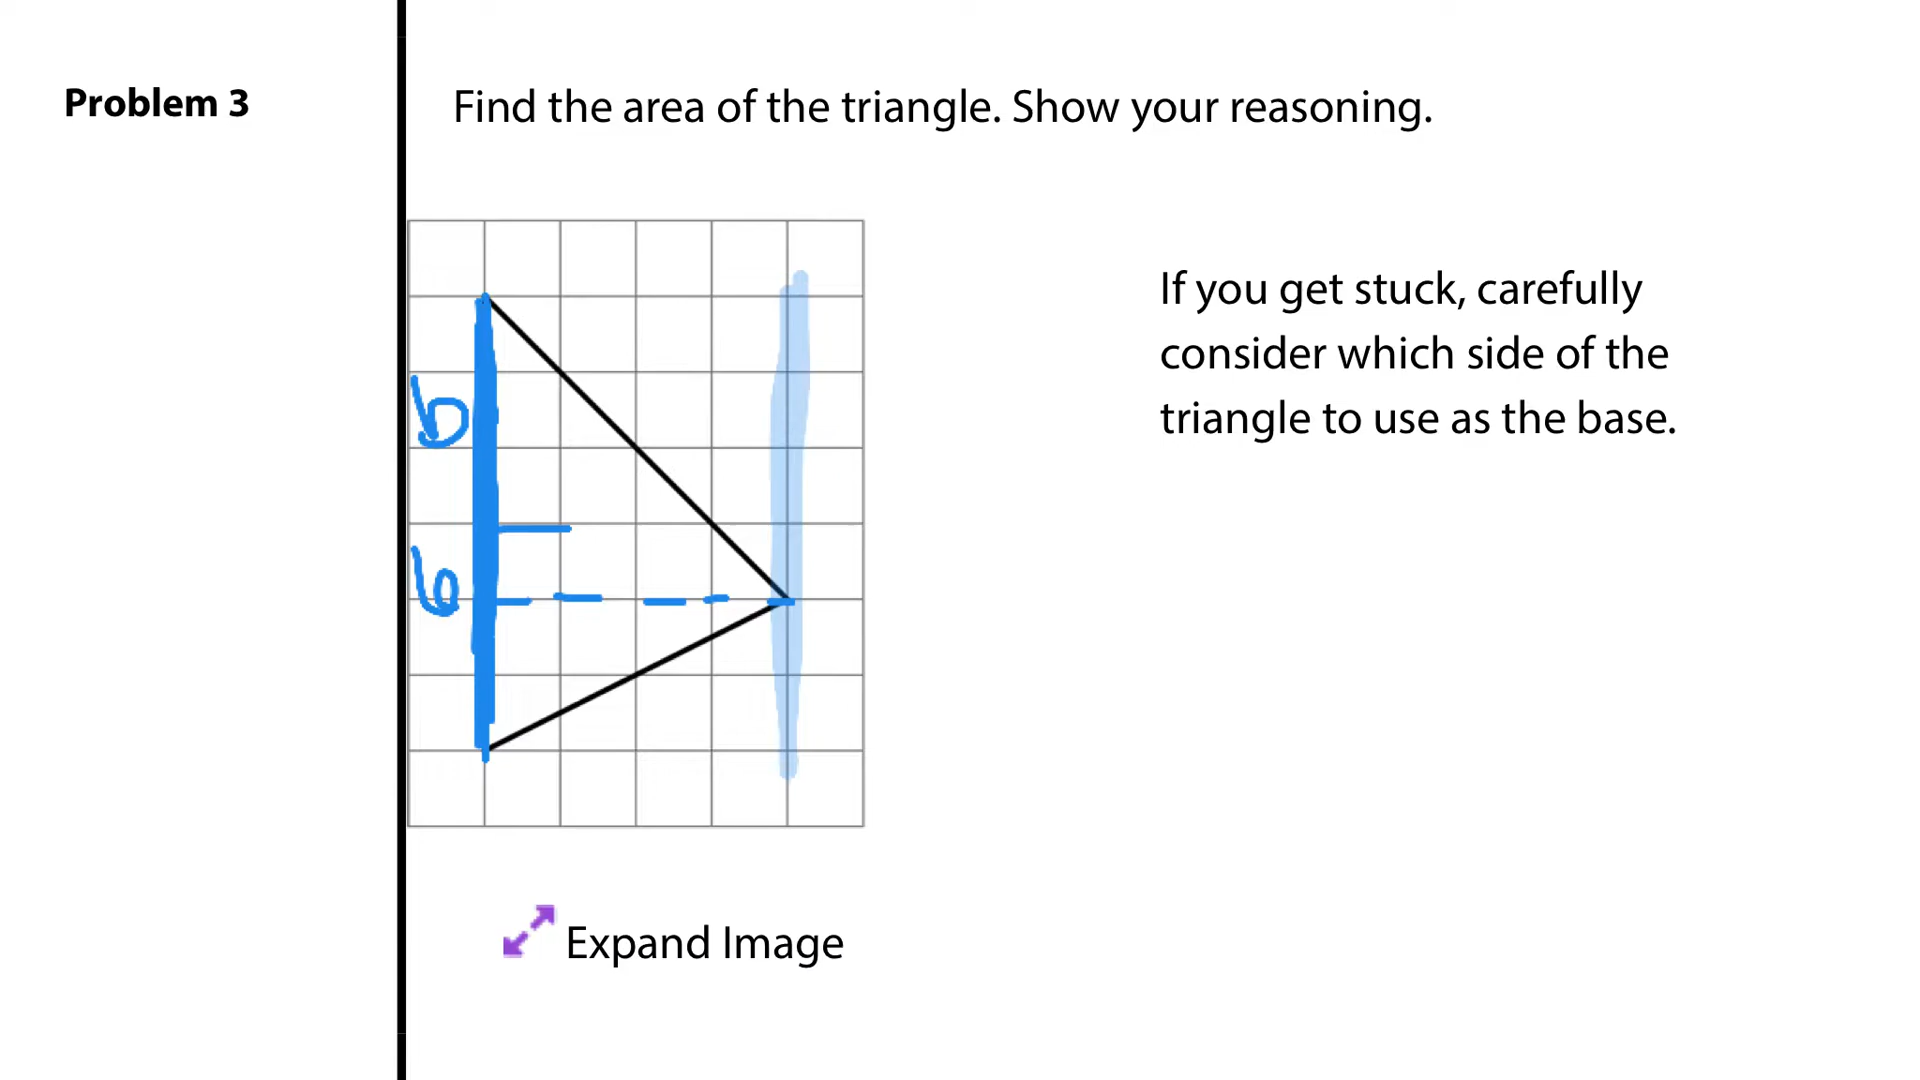 Problem 3
Find the area of the triangle. Show your reasoning.
If you get stuck, carefully
consider which side of the
triangle to use as the base.
b
6
Expand Image